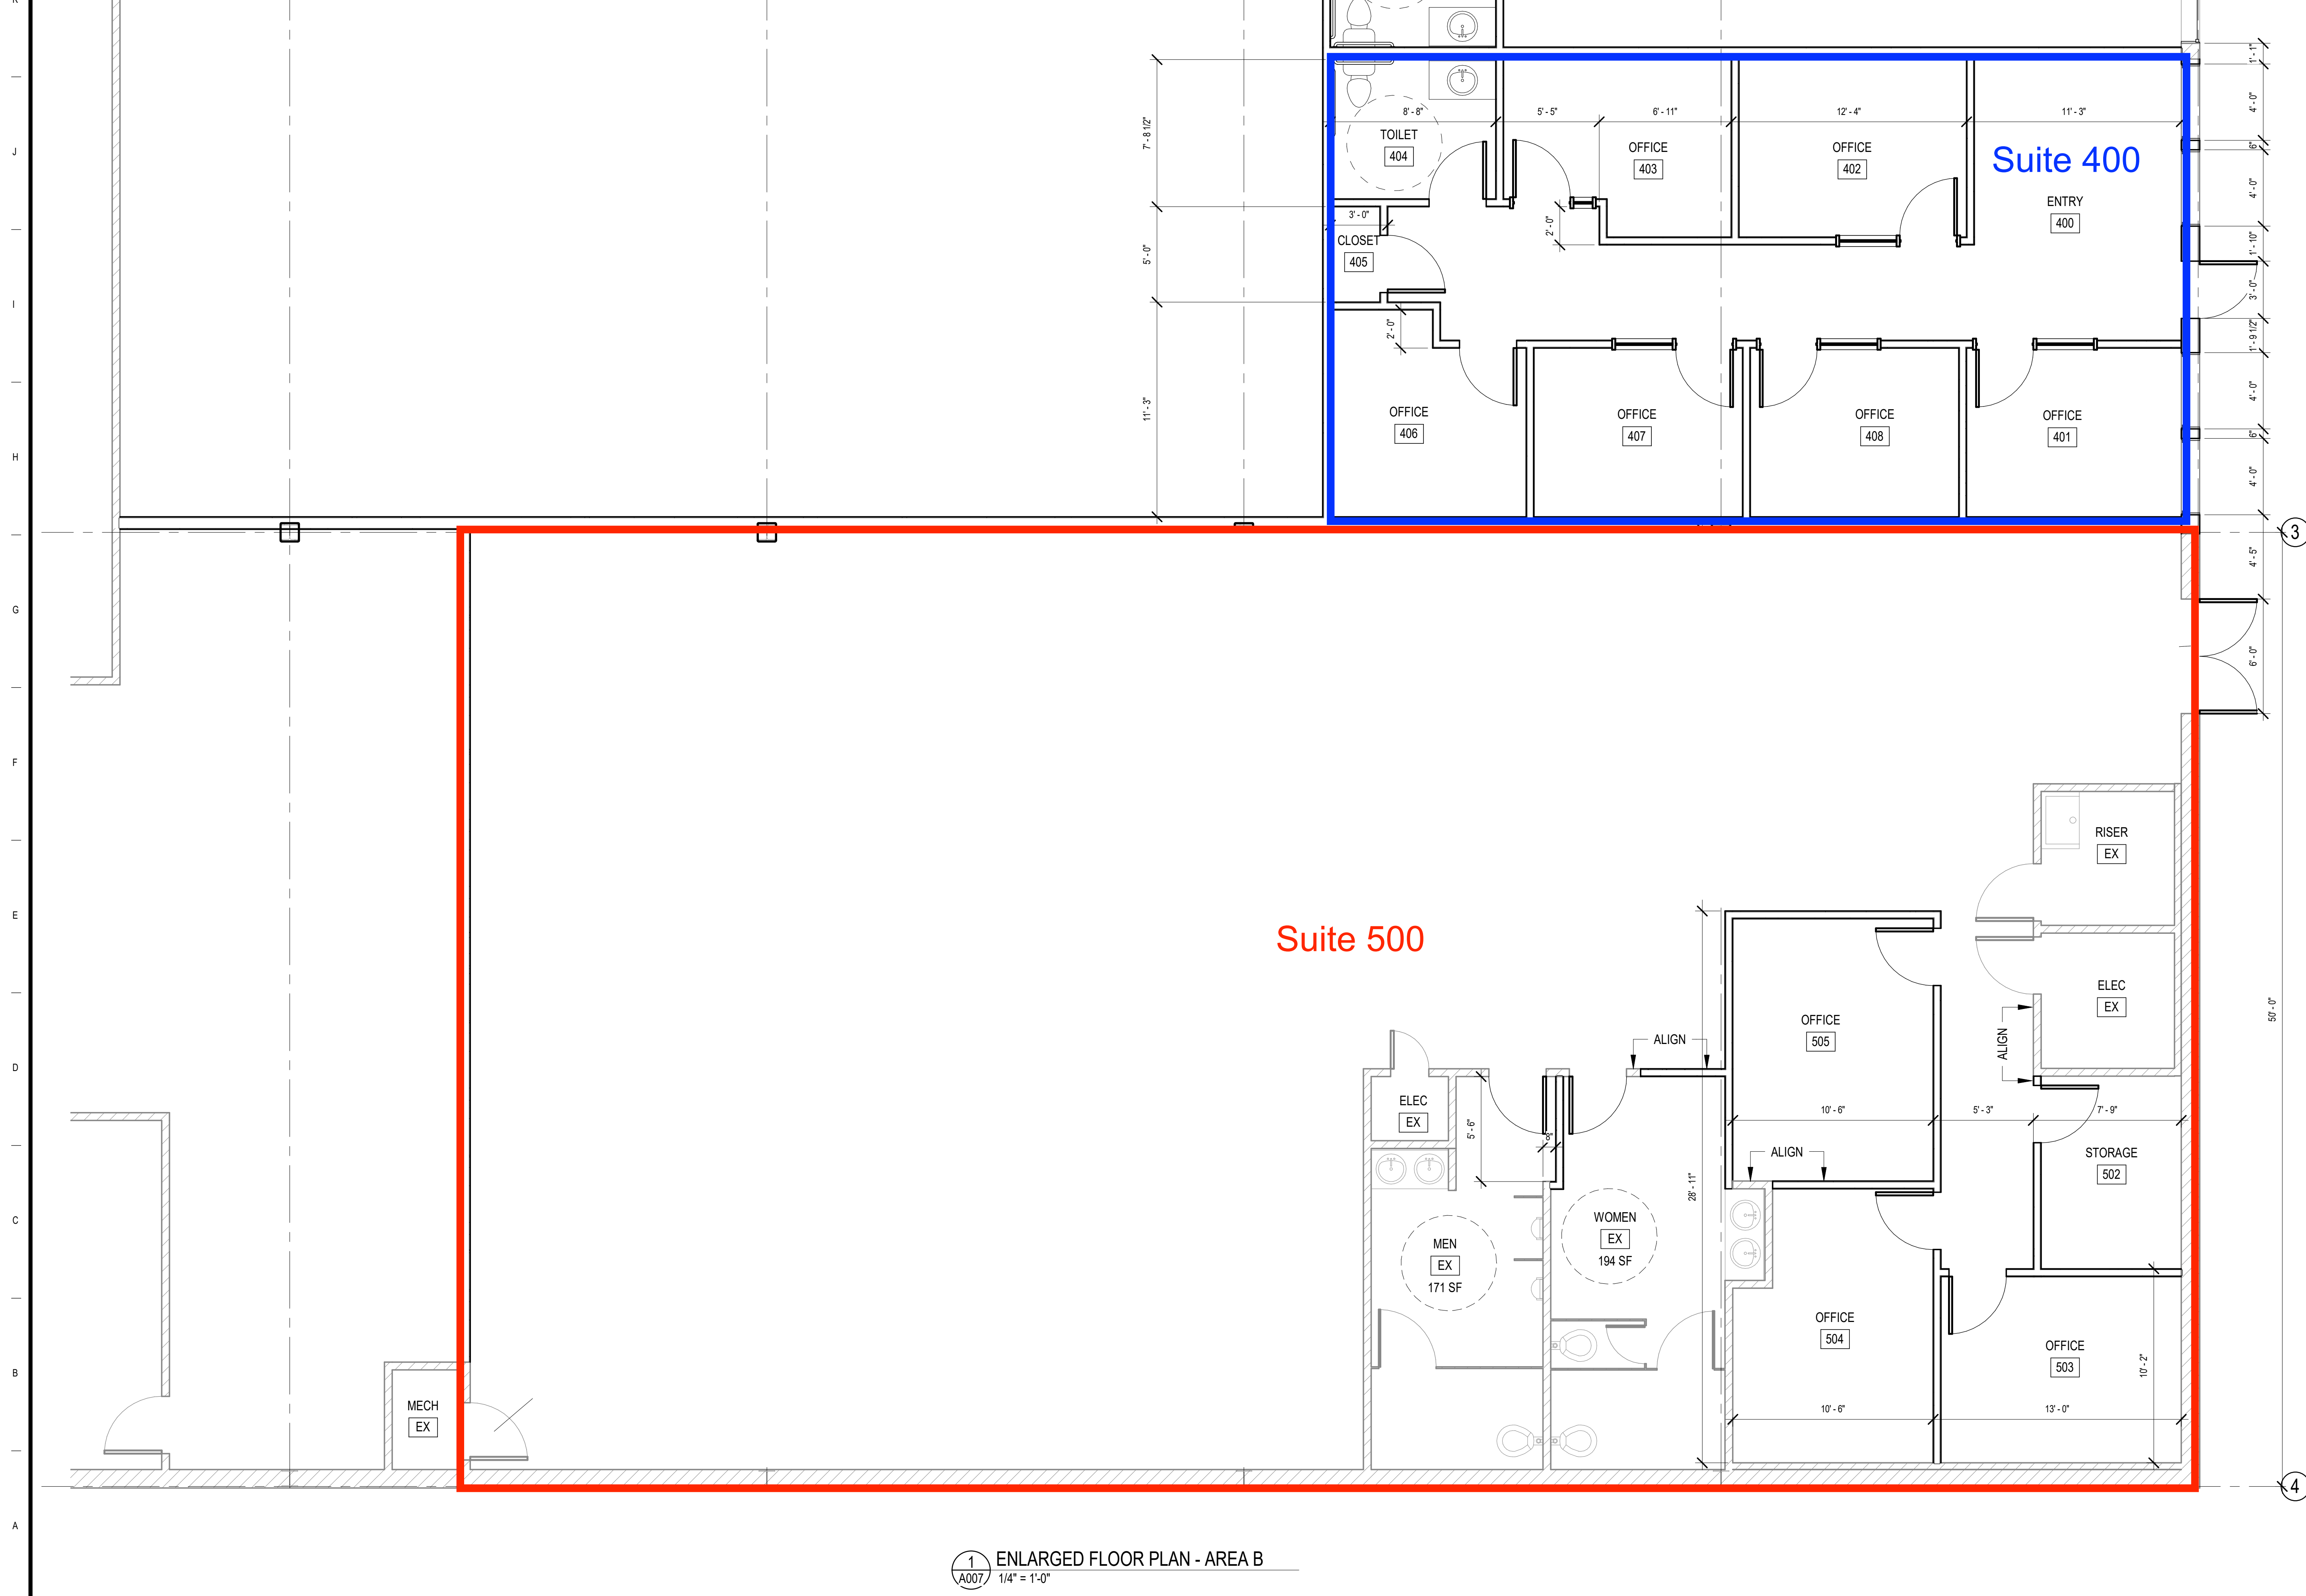 K
J
I
H
G
F
E
D
C
B
A
7' - 8 1/2"
5' - 0"
11' - 3"
8' - 8"
5' - 5"
6' - 11"
12' - 4"
11' - 3"
TOILET
404
OFFICE
403
OFFICE
402
Suite 400
ENTRY
400
3' - 0"
2' - 0"
CLOSET
405
2' - 0"
OFFICE
406
OFFICE
407
OFFICE
408
OFFICE
401
1' - 1"
4' - 0"
6"
4' - 0"
1' - 10"
3' - 0"
1' - 9 1/2"
4' - 0"
6"
4' - 0"
4' - 5"
6' - 0"
3
50' - 0"
4
Suite 500
RISER
EX
ELEC
EX
ALIGN
OFFICE
505
ALIGN
ELEC
EX
5' - 6"
8"
10' - 6"
5' - 3"
7' - 9"
ALIGN
STORAGE
502
28' - 11"
WOMEN
EX
194 SF
MEN
EX
171 SF
OFFICE
504
OFFICE
503
10' - 2"
10' - 6"
13' - 0"
MECH
EX
1
A007
ENLARGED FLOOR PLAN - AREA B
1/4" = 1'-0"